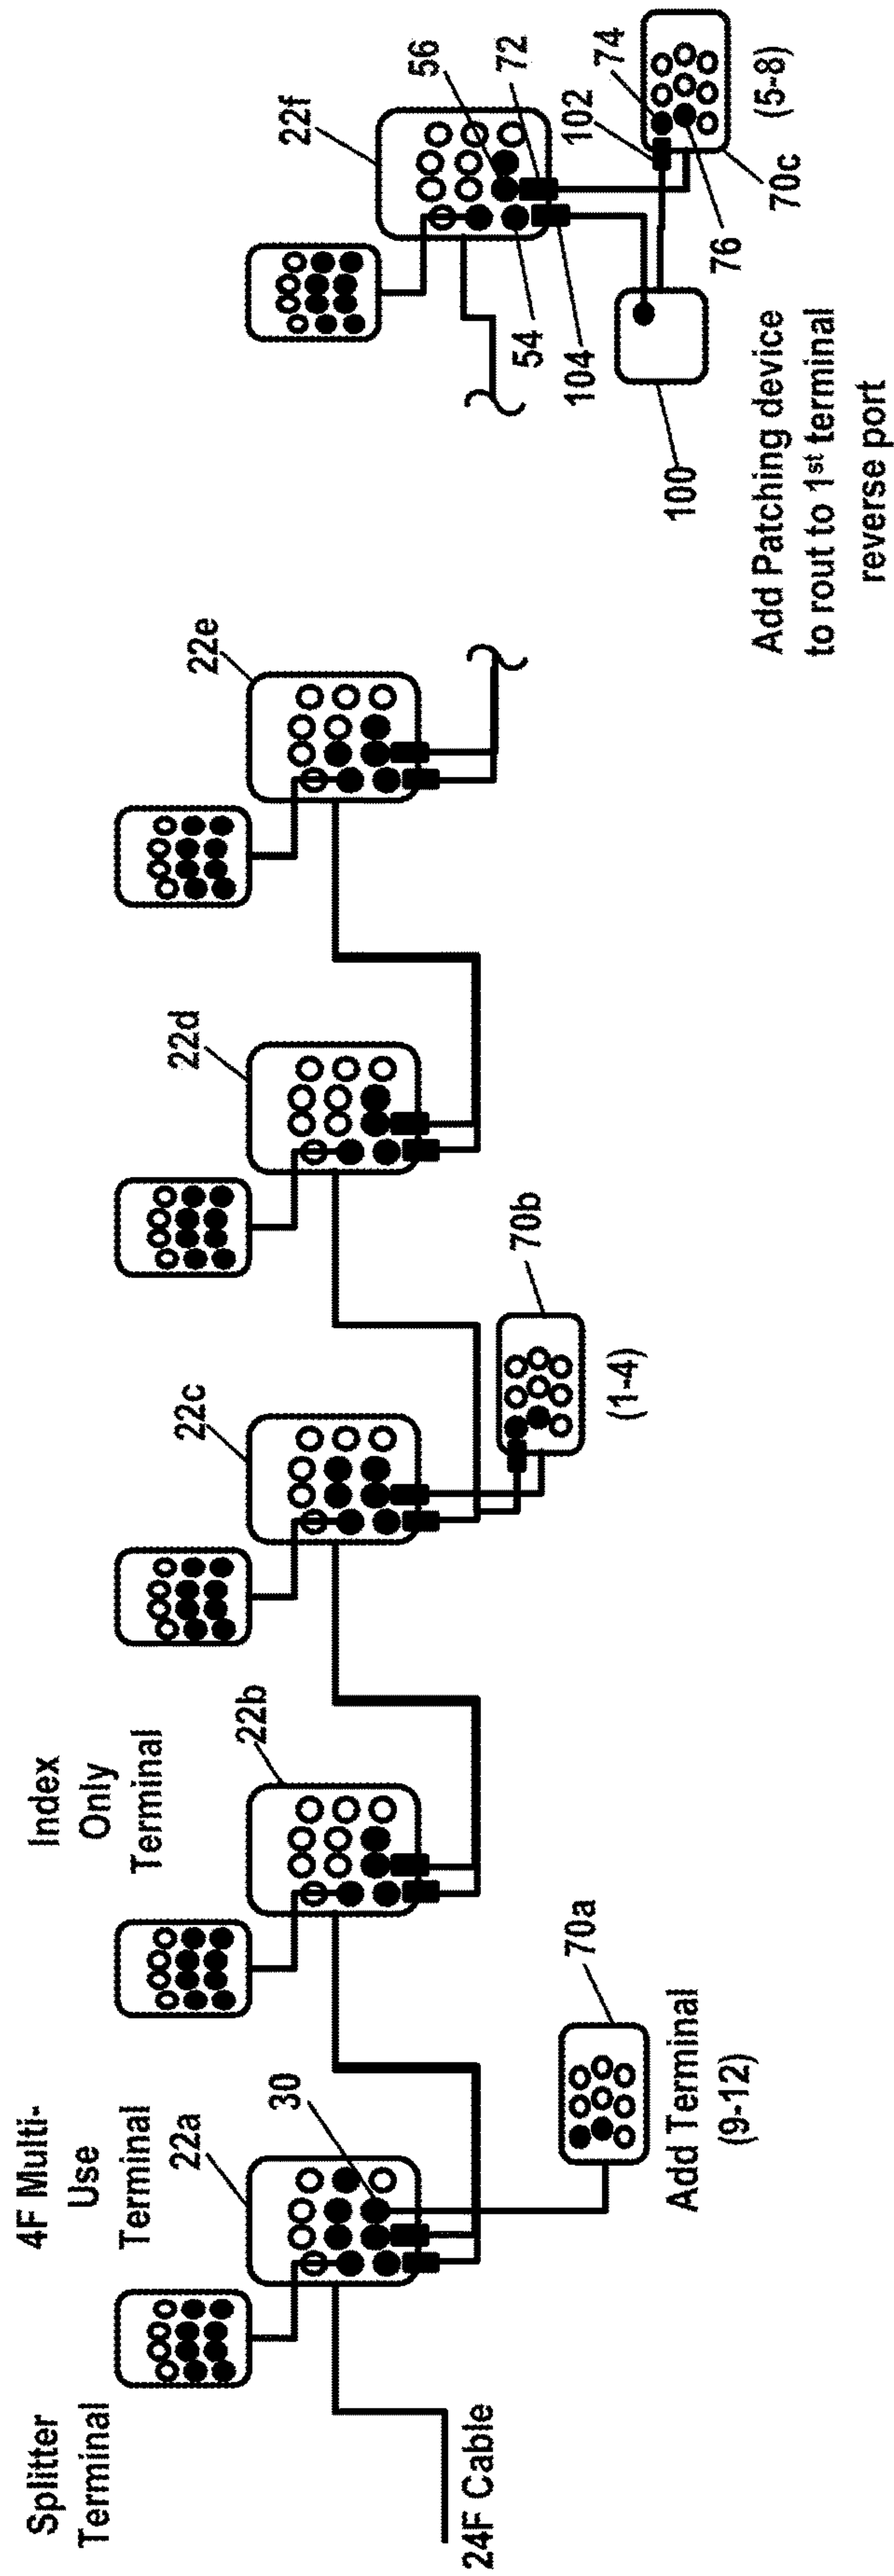 Splitter
Terminal
24F Cable
4F Multi-
Use
Terminal
22a
30
Add Terminal
(9-12)
70a
Index
Only
Terminal
22b
22c
70b
(1-4)
22d
22e
22f
56
72
54
104
102
74
76
70c
(5-8)
100
Add Patching device
to rout to 1st terminal
reverse port